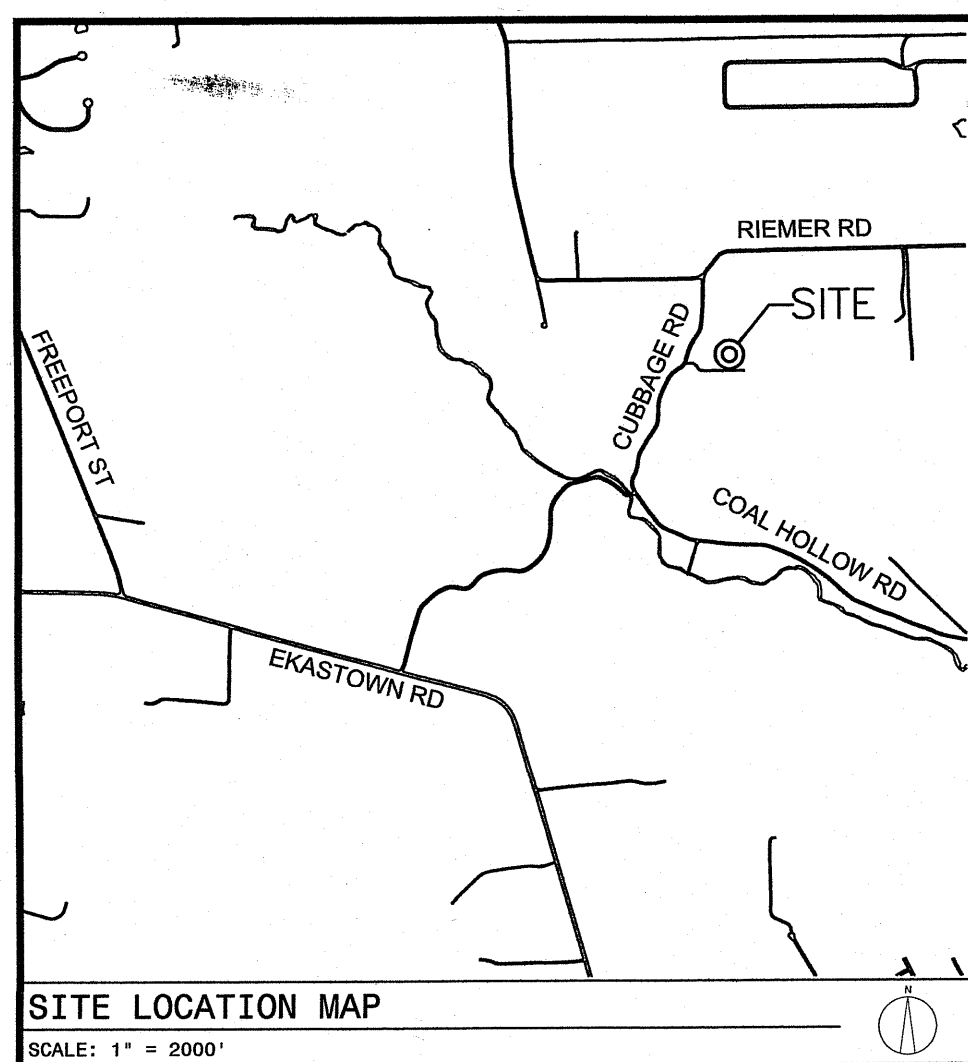 RIEMER RD
SITE
CUBBAGE RD
FREEPORT ST
COAL HOLLOW RD
EKASTOWN RD
SITE LOCATION MAP
SCALE: 1" = 2000'
N